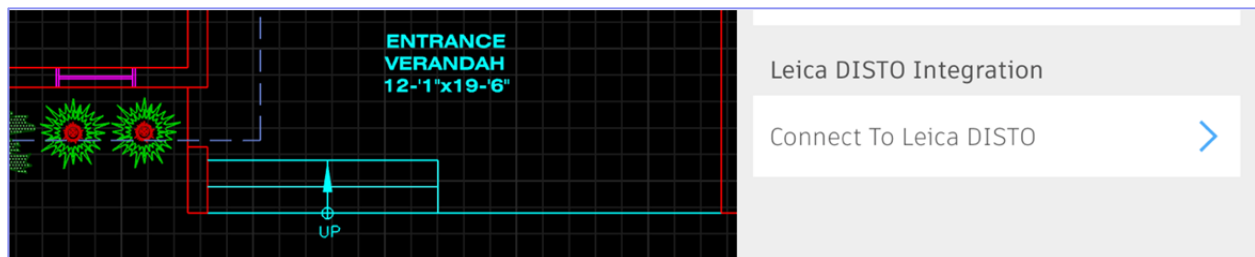 ENTRANCE
VERANDAH
12-'1"x19-'6"
UP
Leica DISTO Integration
Connect To Leica DISTO